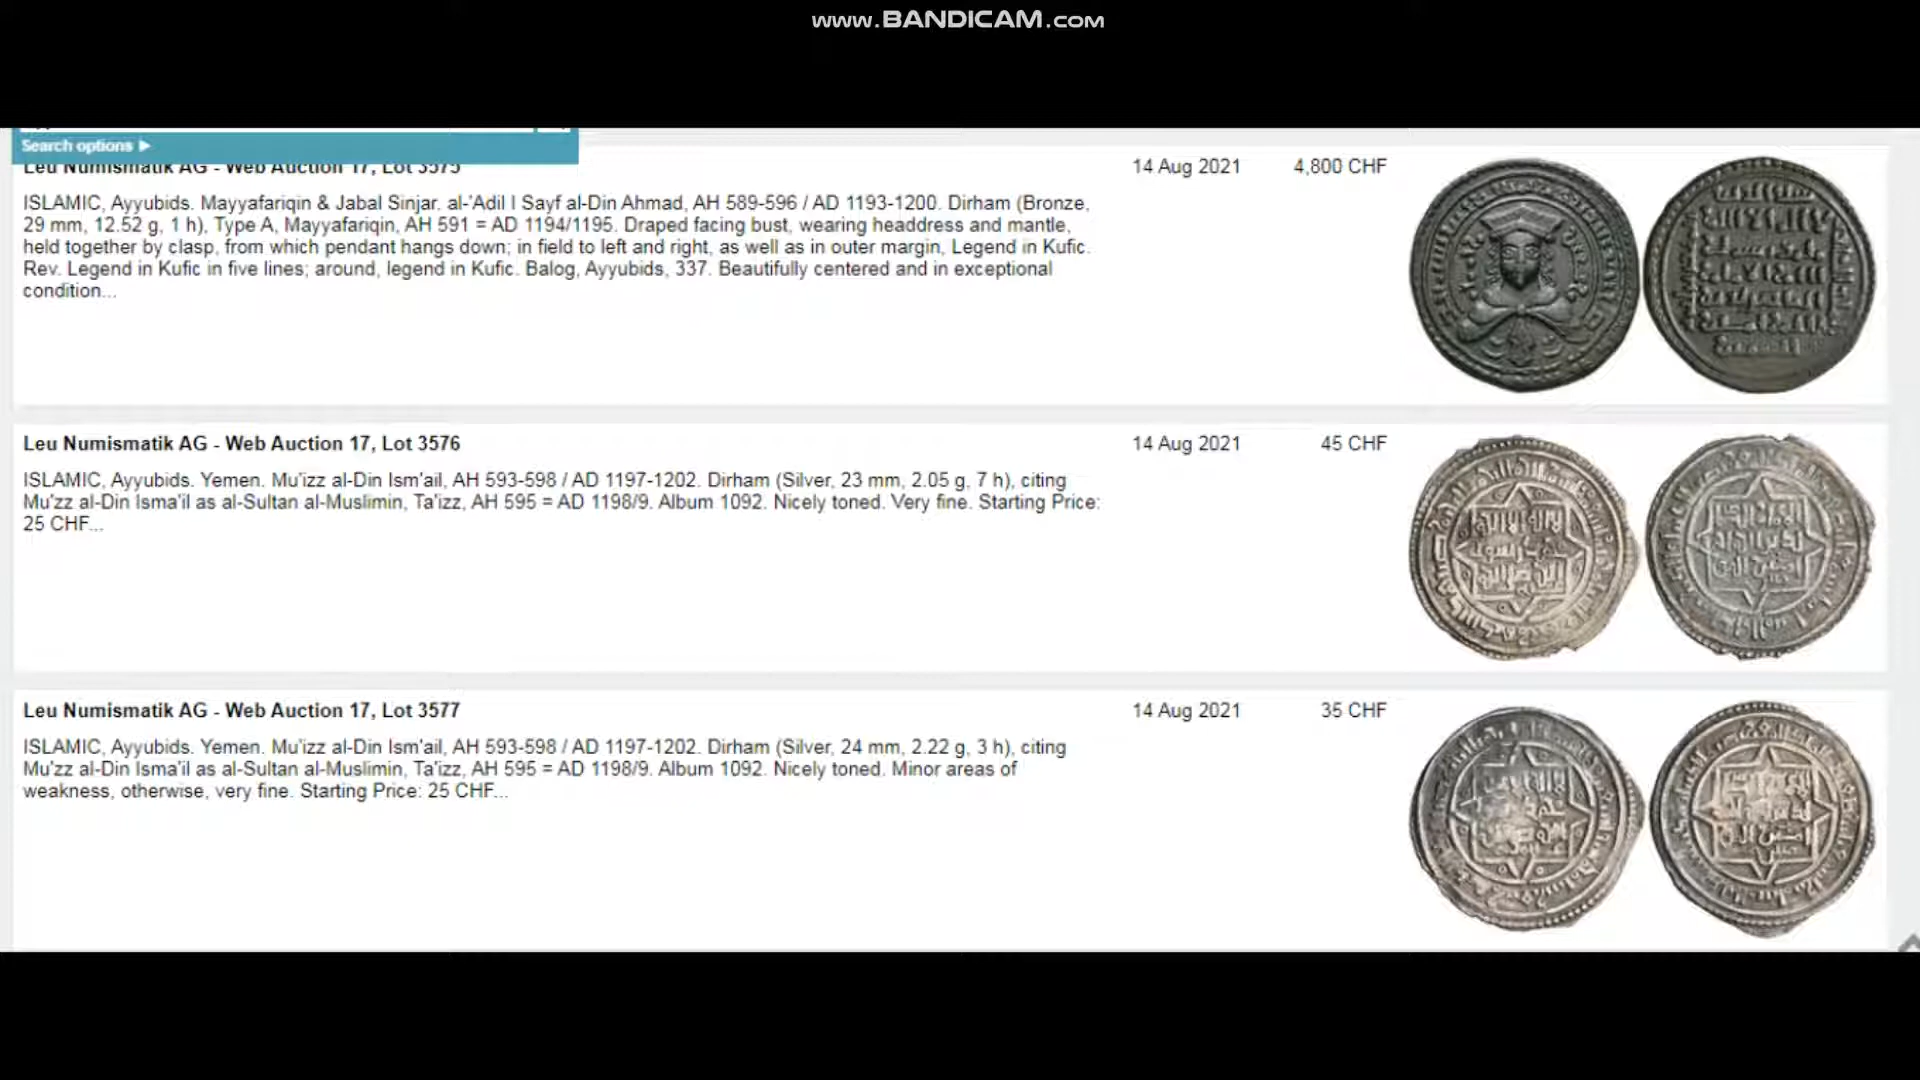 www.BANDICAM.com
Search options ►
Leu Numismatik AG - Web Auction 17, Lot 3575
14 Aug 2021
4,800 CHF
ISLAMIC, Ayyubids. Mayyafariqin & Jabal Sinjar. al-'Adil I Sayf al-Din Ahmad, AH 589-596 / AD 1193-1200. Dirham (Bronze,
29 mm, 12.52 g, 1 h), Type A, Mayyafariqin, AH 591 = AD 1194/1195. Draped facing bust, wearing headdress and mantle,
held together by clasp, from which pendant hangs down; in field to left and right, as well as in outer margin, Legend in Kufic.
Rev. Legend in Kufic in five lines; around, legend in Kufic. Balog, Ayyubids, 337. Beautifully centered and in exceptional
condition...
Leu Numismatik AG - Web Auction 17, Lot 3576
14 Aug 2021
45 CHF
ISLAMIC, Ayyubids. Yemen. Mu'izz al-Din Ism'ail, AH 593-598 / AD 1197-1202. Dirham (Silver, 23 mm, 2.05 g, 7 h), citing
Mu'zz al-Din Isma'il as al-Sultan al-Muslimin, Ta'izz, AH 595 = AD 1198/9. Album 1092. Nicely toned. Very fine. Starting Price:
25 CHF...
Leu Numismatik AG - Web Auction 17, Lot 3577
14 Aug 2021
35 CHF
ISLAMIC, Ayyubids. Yemen. Mu'izz al-Din Ism'ail, AH 593-598 / AD 1197-1202. Dirham (Silver, 24 mm, 2.22 g, 3 h), citing
Mu'zz al-Din Isma'il as al-Sultan al-Muslimin, Ta'izz, AH 595 = AD 1198/9. Album 1092. Nicely toned. Minor areas of
weakness, otherwise, very fine. Starting Price: 25 CHF...